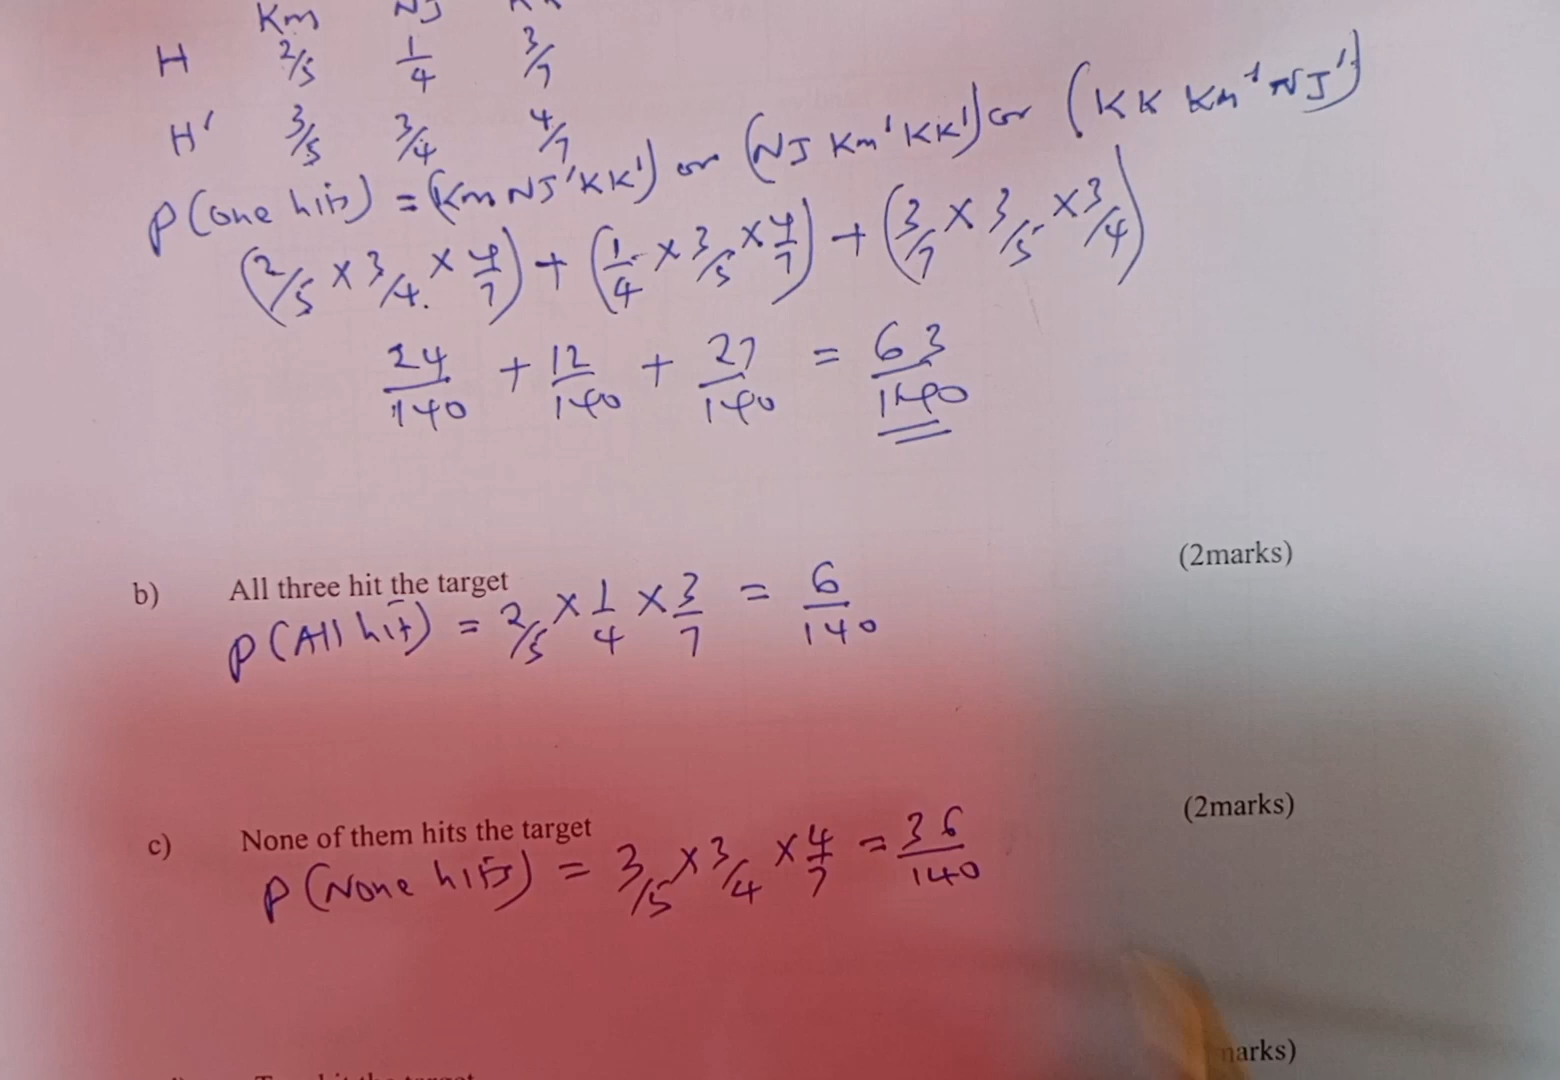 Km NJ
H 2/5 1/4 3/7
H' 3/5 3/4 4/7
P(one hits) = (Km NJ' KK') or (NJ Km' KK') or (KK Km' NJ')
(2/5 × 3/4 × 4/7) + (1/4 × 3/5 × 4/7) + (3/7 × 3/5 × 3/4)
24/140 + 12/140 + 27/140 = 63/140
(2marks)
b) All three hit the target
P(All hit) = 2/5 × 1/4 × 3/7 = 6/140
(2marks)
c) None of them hits the target
P(None hits) = 3/5 × 3/4 × 4/7 = 36/140
marks)